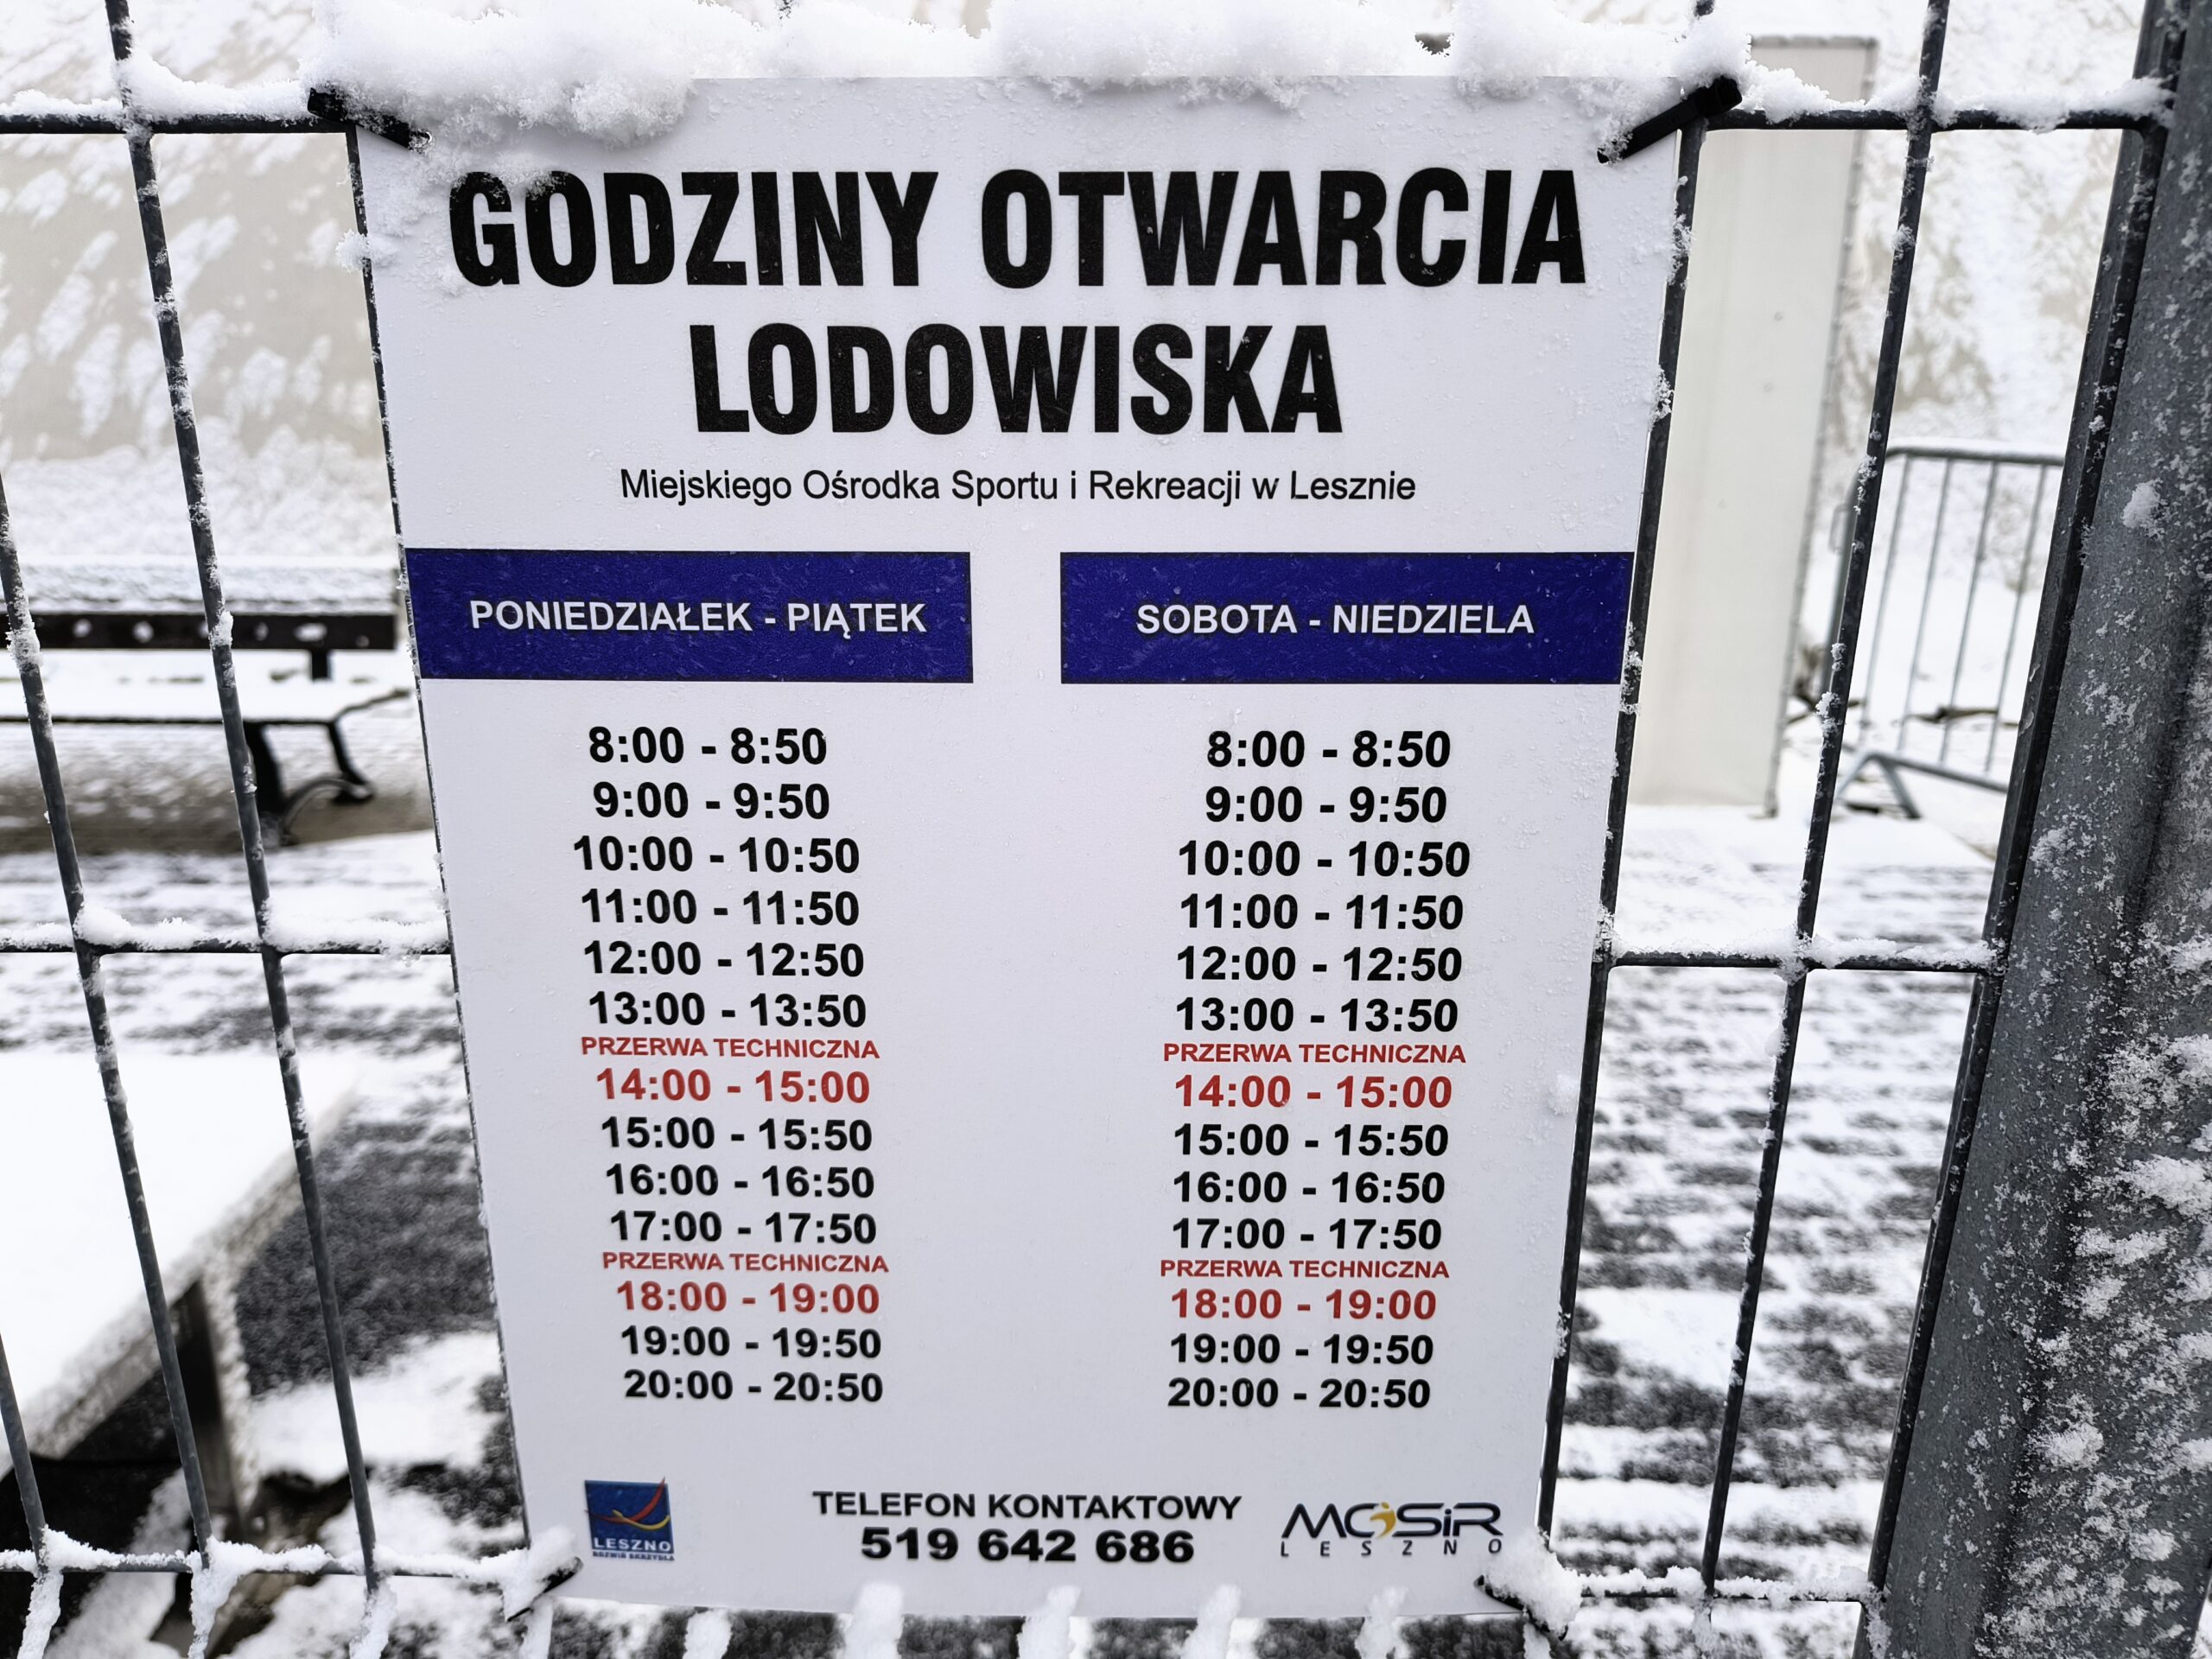 GODZINY OTWARCIA
LODOWISKA
Miejskiego Ośrodka Sportu i Rekreacji w Lesznie
PONIEDZIAŁEK - PIĄTEK
8:00 - 8:50
9:00 - 9:50
10:00 - 10:50
11:00 - 11:50
12:00 - 12:50
13:00 - 13:50
PRZERWA TECHNICZNA
14:00 - 15:00
15:00 - 15:50
16:00 - 16:50
17:00 - 17:50
PRZERWA TECHNICZNA
18:00 - 19:00
19:00 - 19:50
20:00 - 20:50
SOBOTA - NIEDZIELA
8:00 - 8:50
9:00 - 9:50
10:00 - 10:50
11:00 - 11:50
12:00 - 12:50
13:00 - 13:50
PRZERWA TECHNICZNA
14:00 - 15:00
15:00 - 15:50
16:00 - 16:50
17:00 - 17:50
PRZERWA TECHNICZNA
18:00 - 19:00
19:00 - 19:50
20:00 - 20:50
LESZNO
ROZWIŃ SKRZYDŁA
TELEFON KONTAKTOWY
519 642 686
MOSiR
LESZNO